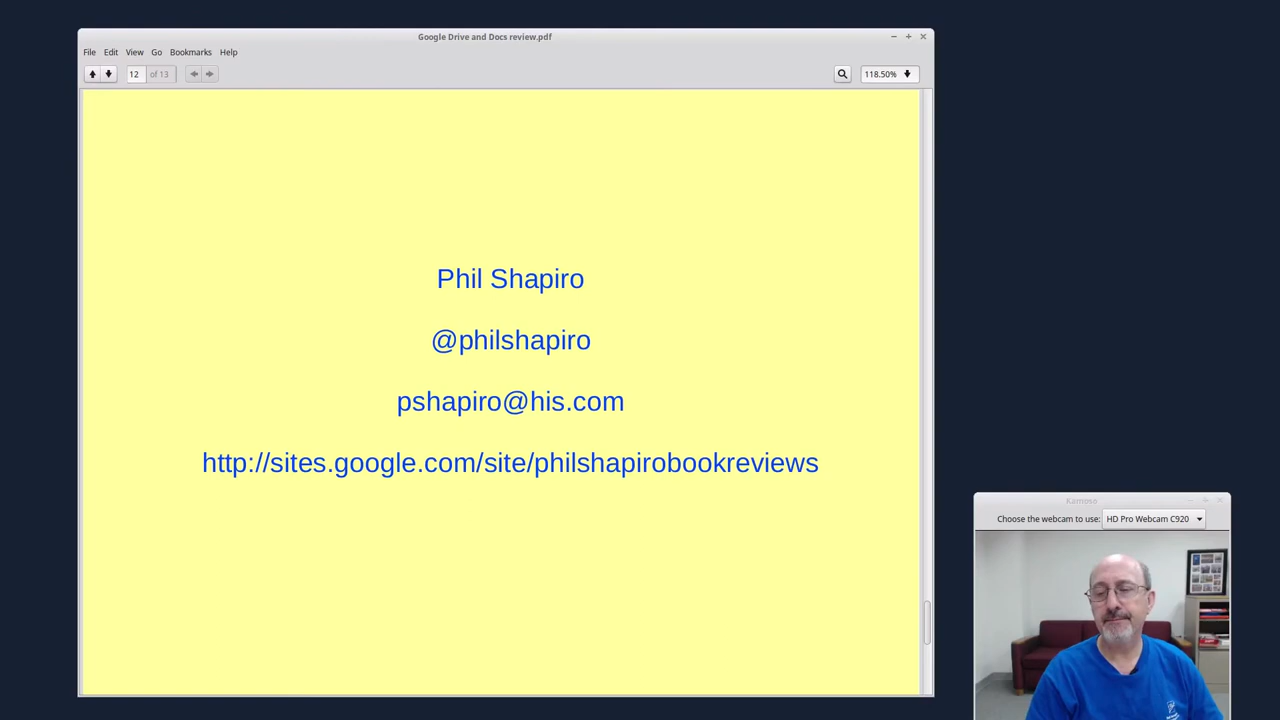 Google Drive and Docs review.pdf
File Edit View Go Bookmarks Help
12 of 13
118.50%
Phil Shapiro
@philshapiro
pshapiro@his.com
http://sites.google.com/site/philshapirobookreviews
Kamoso
Choose the webcam to use: HD Pro Webcam C920